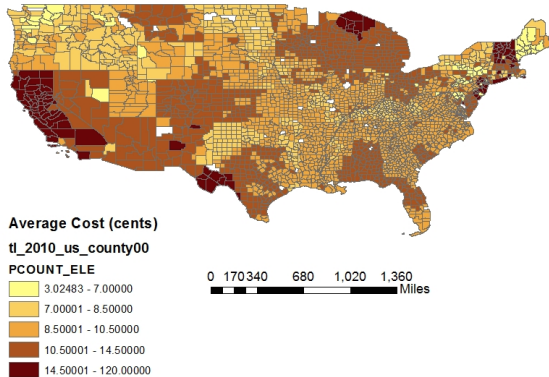 Average Cost (cents)
tl_2010_us_county00
PCOUNT_ELE
3.02483 - 7.00000
7.00001 - 8.50000
8.50001 - 10.50000
10.50001 - 14.50000
14.50001 - 120.00000
0 170 340 680 1,020 1,360
Miles